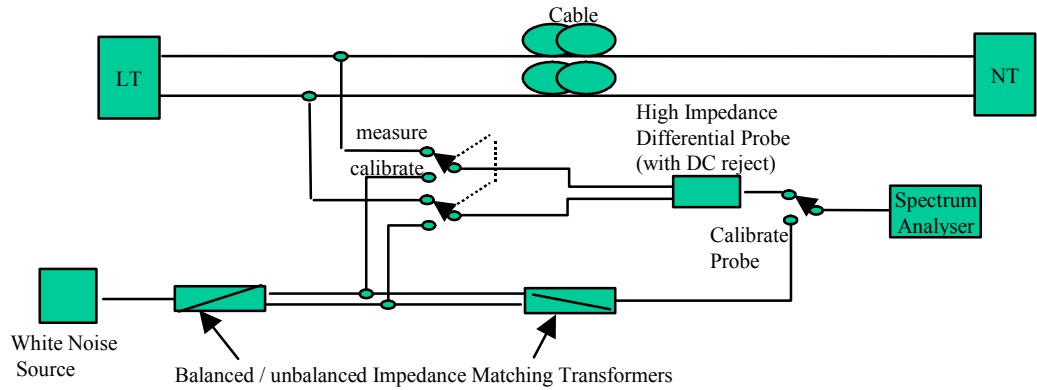 Cable
LT
NT
High Impedance
Differential Probe
(with DC reject)
measure
calibrate
Spectrum
Analyser
Calibrate
Probe
White Noise
Source
Balanced / unbalanced Impedance Matching Transformers